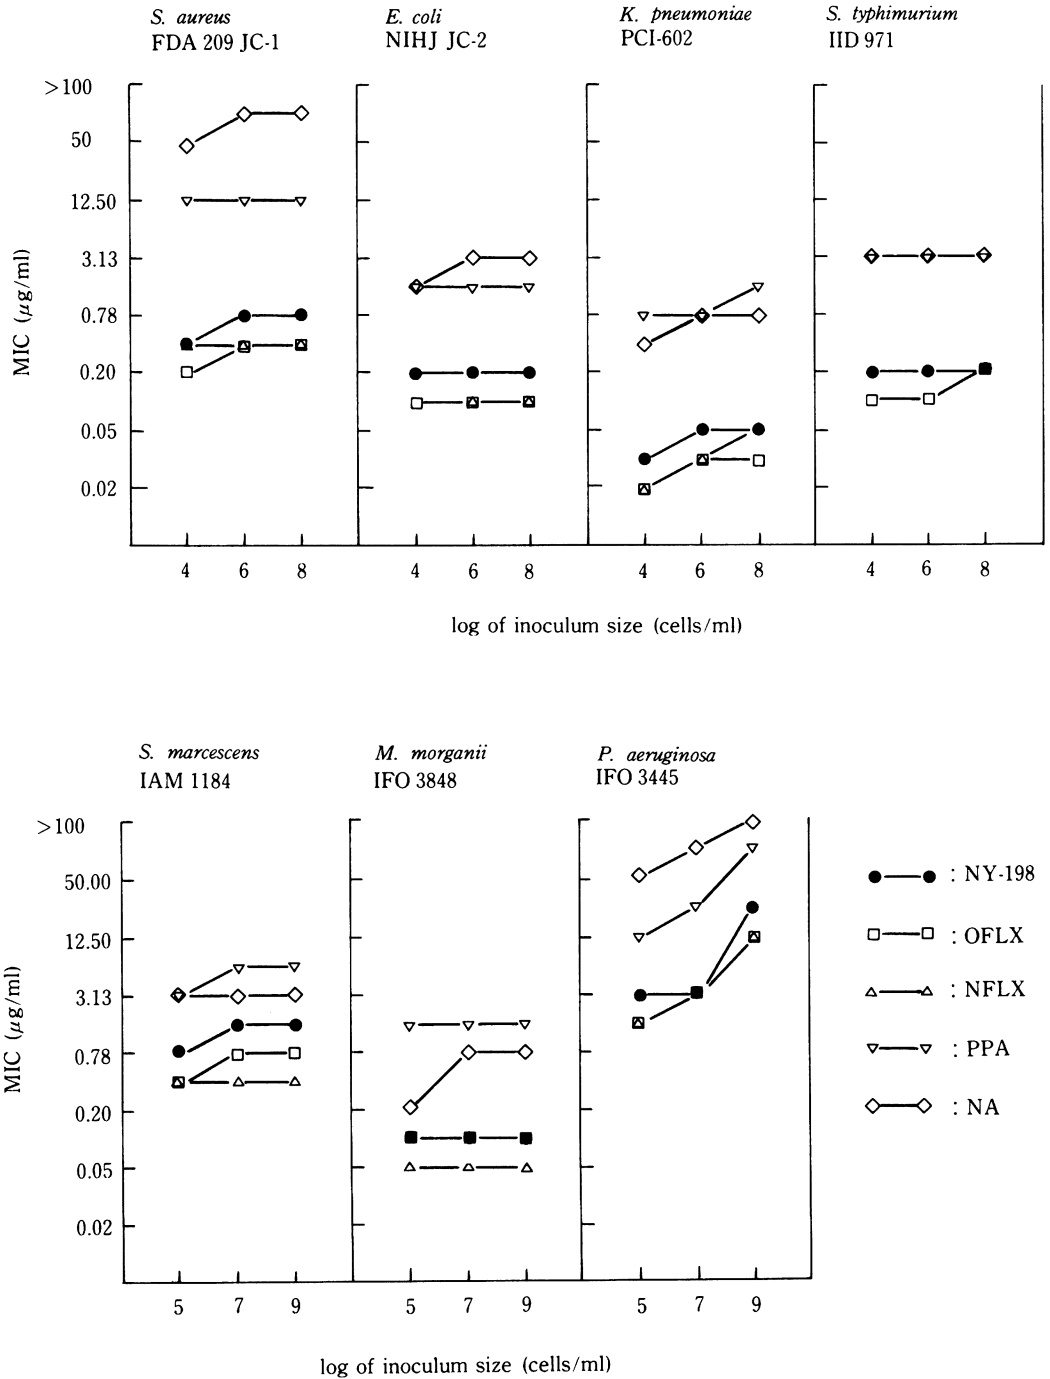 S. aureus
FDA 209 JC-1
E. coli
NIHJ JC-2
K. pneumoniae
PCI-602
S. typhimurium
IID 971
>100
50
12.50
3.13
0.78
0.20
0.05
0.02
MIC (μg/ml)
4 6 8 4 6 8 4 6 8 4 6 8
log of inoculum size (cells/ml)
S. marcescens
IAM 1184
M. morganii
IFO 3848
P. aeruginosa
IFO 3445
>100
50.00
12.50
3.13
0.78
0.20
0.05
0.02
MIC (μg/ml)
5 7 9 5 7 9 5 7 9
log of inoculum size (cells/ml)
: NY-198
: OFLX
: NFLX
: PPA
: NA